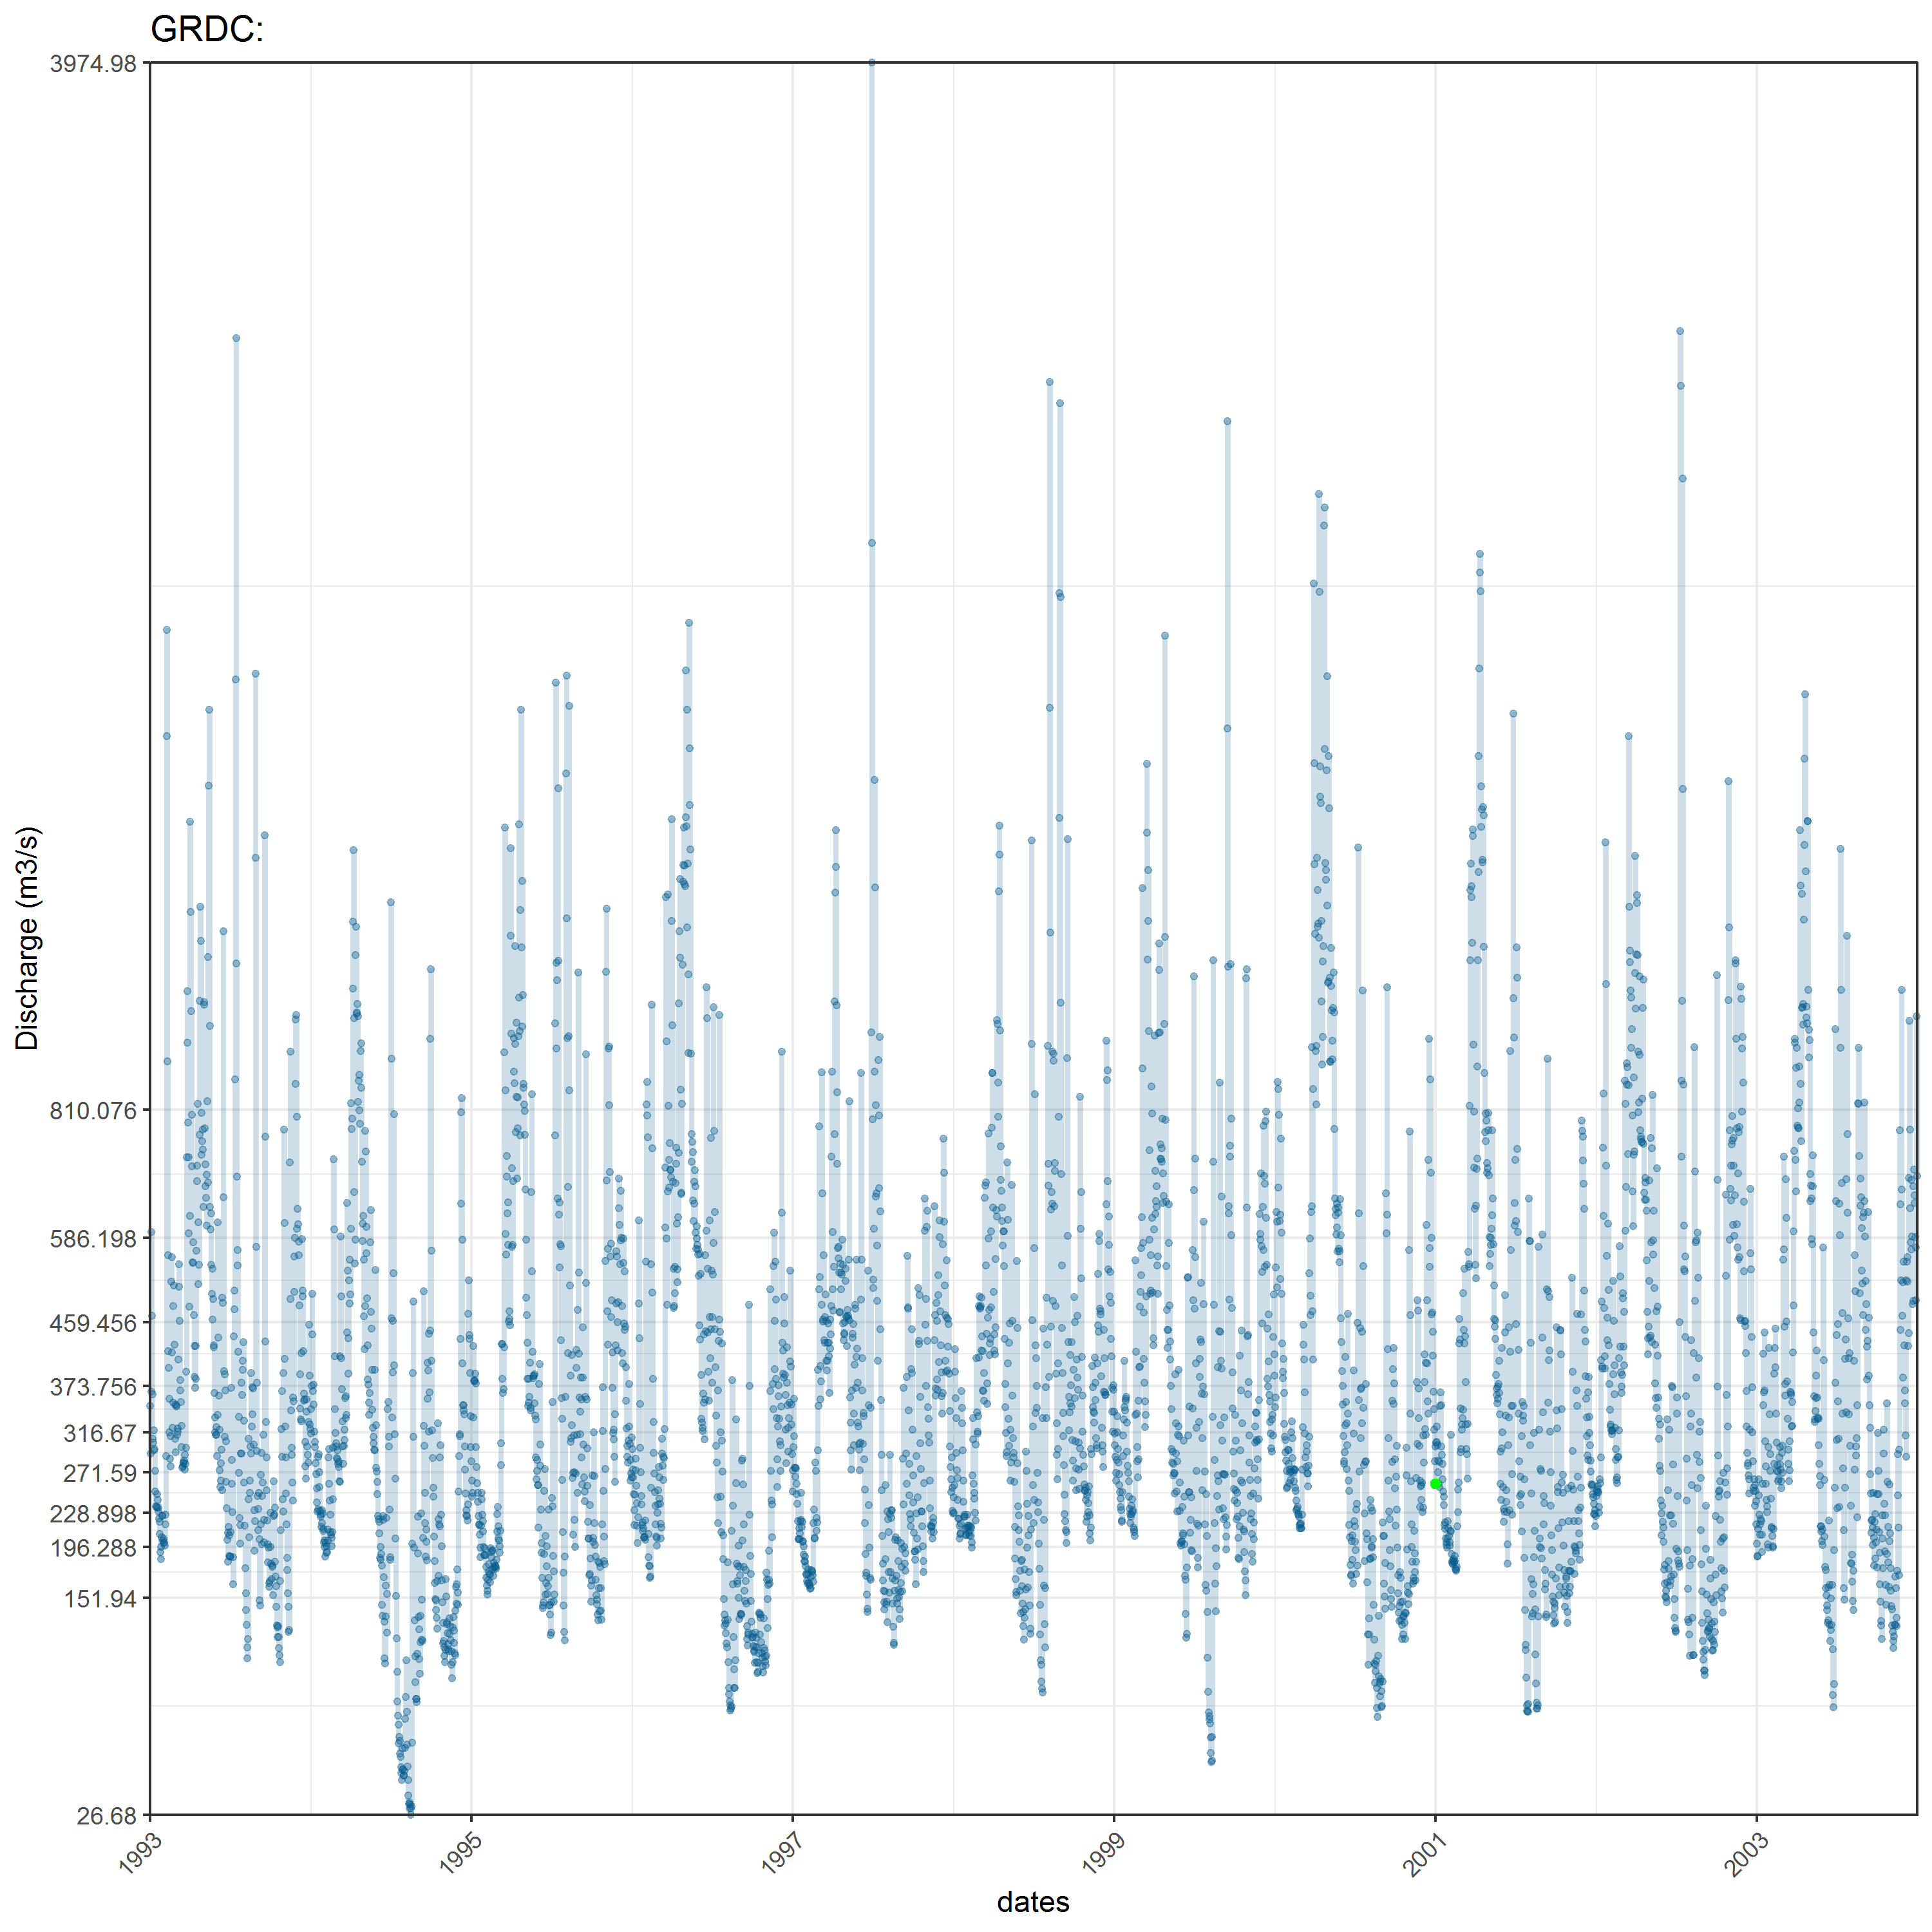 GRDC:
3974.98
810.076
586.198
459.456
373.756
316.67
271.59
228.898
196.288
151.94
26.68
Discharge (m3/s)
1993 1995 1997 1999 2001 2003
dates